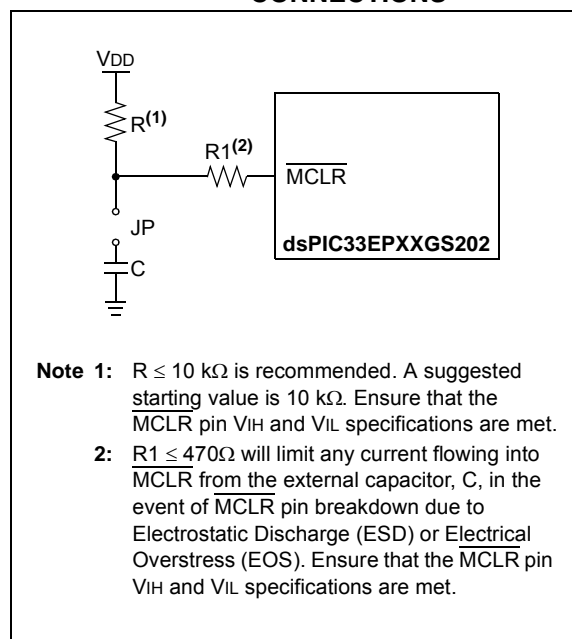 CONNECTIONS
VDD
R(1)
R1(2)
MCLR
JP
dsPIC33EPXXGS202
C
Note 1: R ≤ 10 kΩ is recommended. A suggested
starting value is 10 kΩ. Ensure that the
MCLR pin VIH and VIL specifications are met.
2: R1 ≤ 470Ω will limit any current flowing into
MCLR from the external capacitor, C, in the
event of MCLR pin breakdown due to
Electrostatic Discharge (ESD) or Electrical
Overstress (EOS). Ensure that the MCLR pin
VIH and VIL specifications are met.